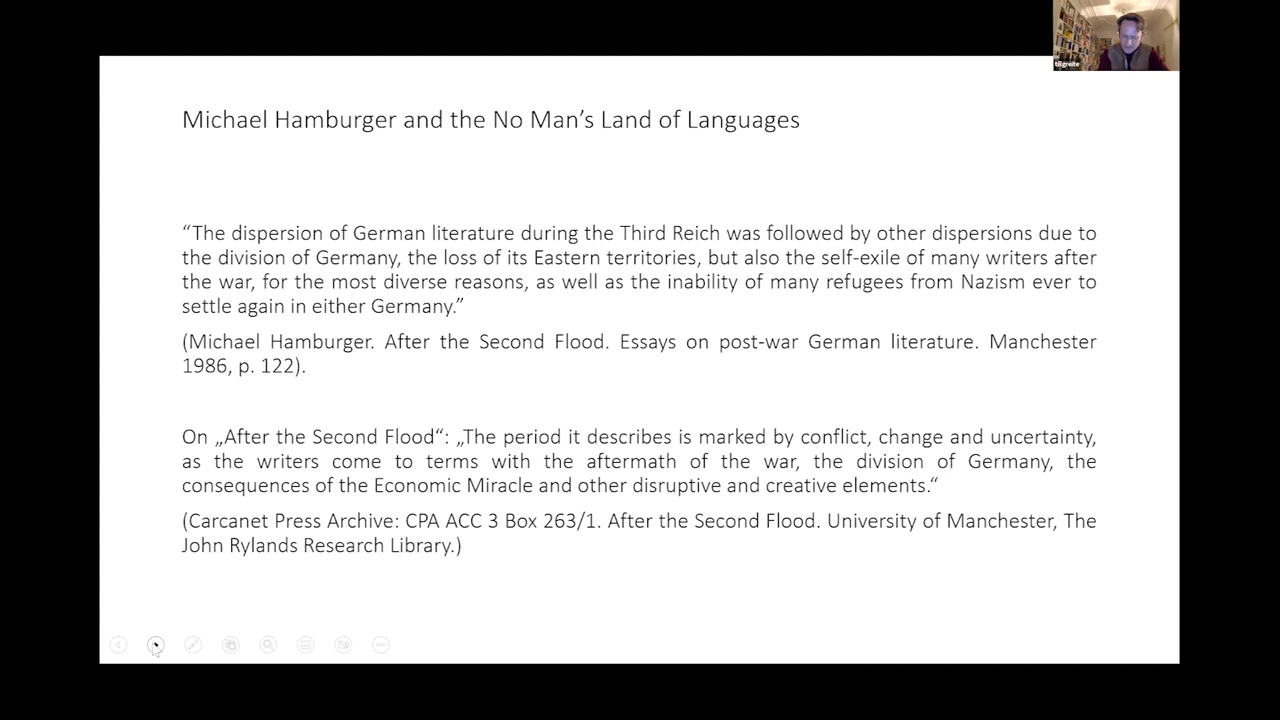 tillgreite
Michael Hamburger and the No Man’s Land of Languages
“The dispersion of German literature during the Third Reich was followed by other dispersions due to
the division of Germany, the loss of its Eastern territories, but also the self-exile of many writers after
the war, for the most diverse reasons, as well as the inability of many refugees from Nazism ever to
settle again in either Germany.”
(Michael Hamburger. After the Second Flood. Essays on post-war German literature. Manchester
1986, p. 122).
On „After the Second Flood“: „The period it describes is marked by conflict, change and uncertainty,
as the writers come to terms with the aftermath of the war, the division of Germany, the
consequences of the Economic Miracle and other disruptive and creative elements.“
(Carcanet Press Archive: CPA ACC 3 Box 263/1. After the Second Flood. University of Manchester, The
John Rylands Research Library.)